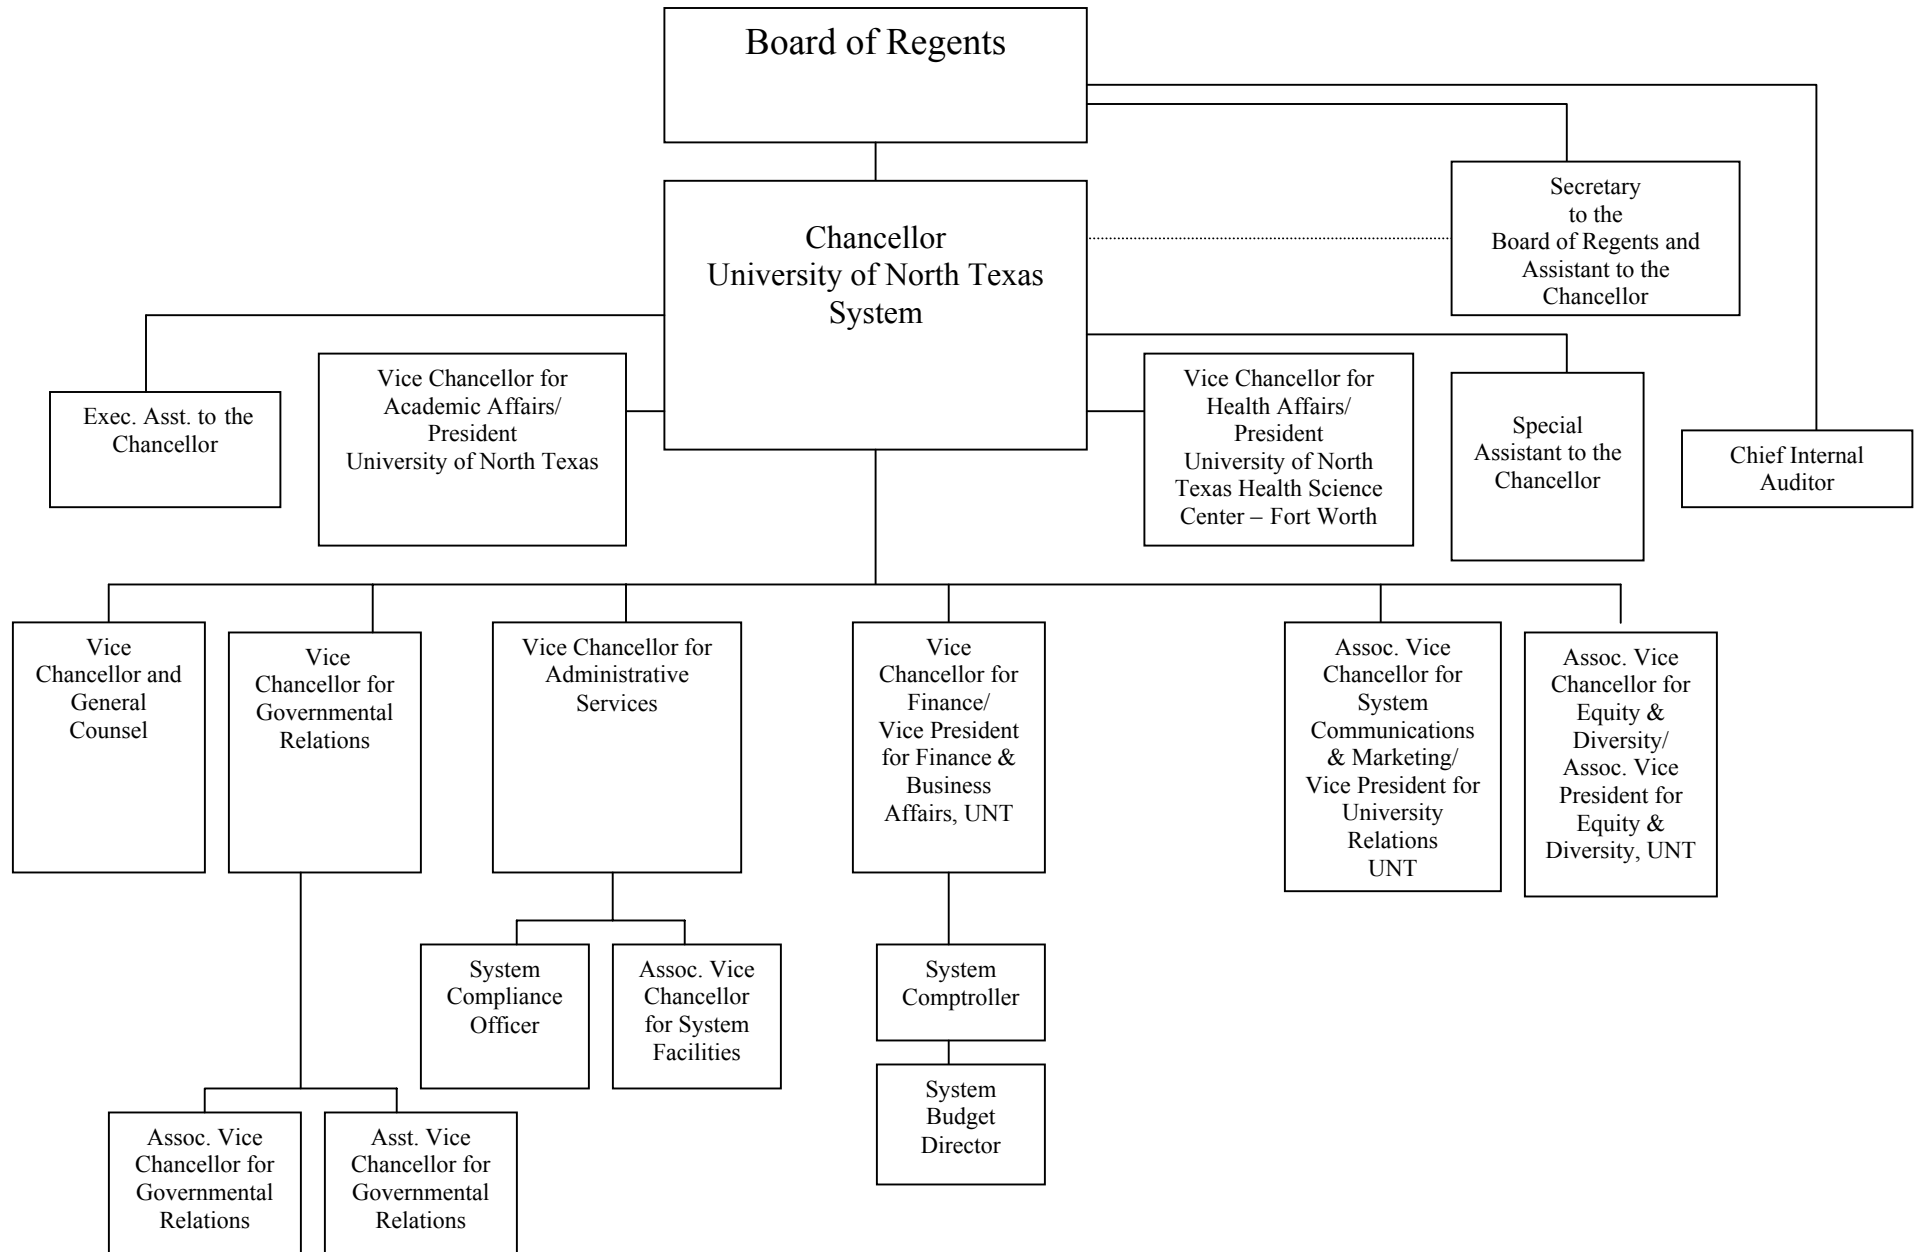 Board of Regents
Secretary
to the
Board of Regents and
Assistant to the
Chancellor
Chancellor
University of North Texas
System
Exec. Asst. to the
Chancellor
Vice Chancellor for
Academic Affairs/
President
University of North Texas
Vice Chancellor for
Health Affairs/
President
University of North
Texas Health Science
Center – Fort Worth
Special
Assistant to the
Chancellor
Chief Internal
Auditor
Vice
Chancellor and
General
Counsel
Vice
Chancellor for
Governmental
Relations
Vice Chancellor for
Administrative
Services
Vice
Chancellor for
Finance/
Vice President
for Finance &
Business
Affairs, UNT
Assoc. Vice
Chancellor for
System
Communications
& Marketing/
Vice President for
University
Relations
UNT
Assoc. Vice
Chancellor for
Equity &
Diversity/
Assoc. Vice
President for
Equity &
Diversity, UNT
System
Compliance
Officer
Assoc. Vice
Chancellor
for System
Facilities
System
Comptroller
System
Budget
Director
Assoc. Vice
Chancellor for
Governmental
Relations
Asst. Vice
Chancellor for
Governmental
Relations